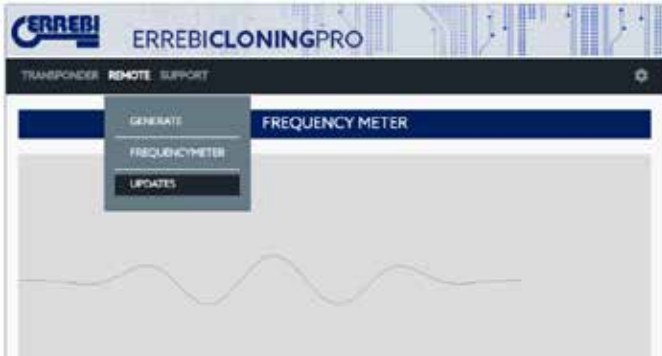 ERREBI
ERREBICLONINGPRO
TRANSPONDER REMOTE SUPPORT
GENERATE
FREQUENCY METER
FREQUENCYMETER
UPDATES